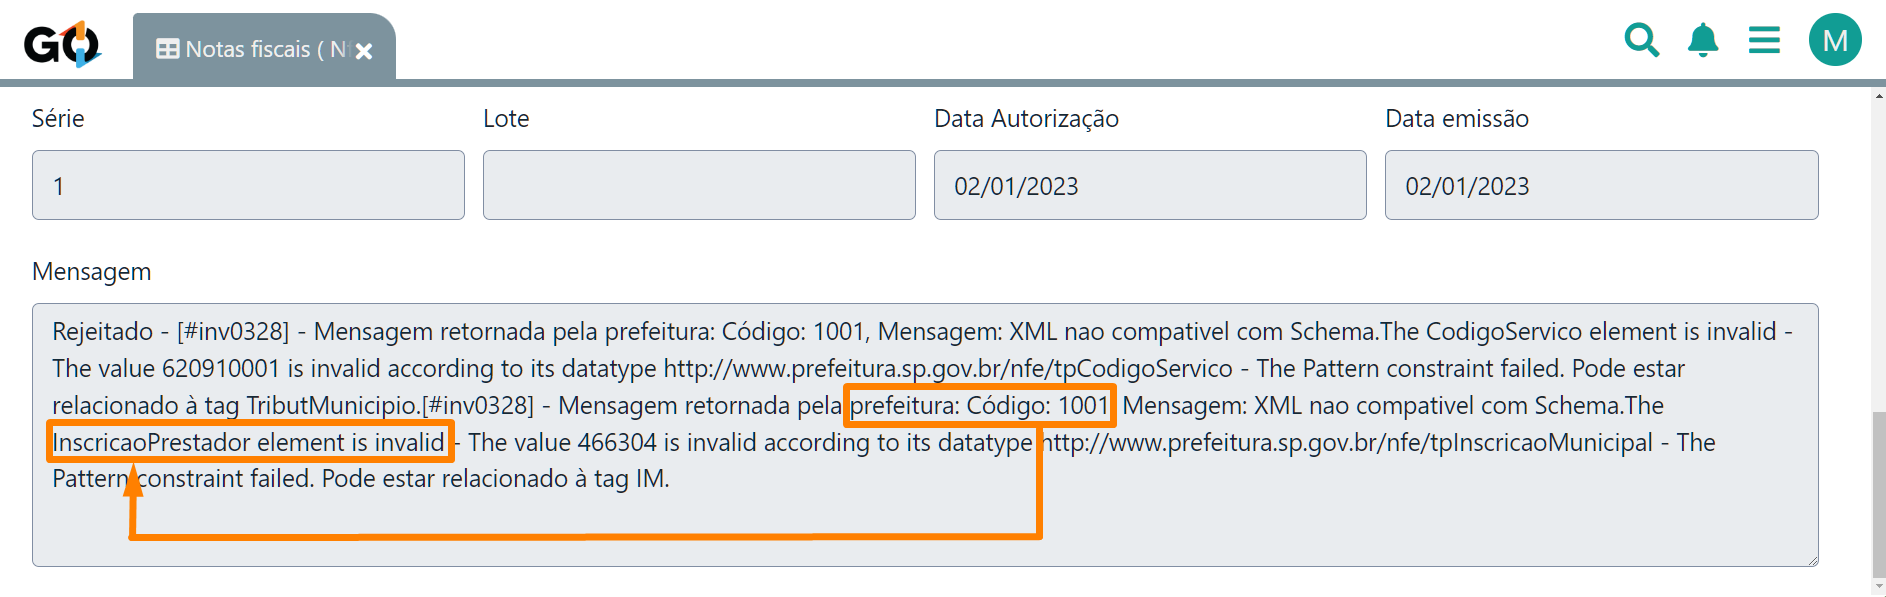 GO
Notas fiscais ( N
M
Série
Lote
Data Autorização
Data emissão
1
02/01/2023
02/01/2023
Mensagem
Rejeitado - [#inv0328] - Mensagem retornada pela prefeitura: Código: 1001, Mensagem: XML nao compativel com Schema.The CodigoServico element is invalid -
The value 620910001 is invalid according to its datatype http://www.prefeitura.sp.gov.br/nfe/tpCodigoServico - The Pattern constraint failed. Pode estar
relacionado à tag TributMunicipio.[#inv0328] - Mensagem retornada pela prefeitura: Código: 1001 Mensagem: XML nao compativel com Schema.The
InscricaoPrestador element is invalid - The value 466304 is invalid according to its datatype http://www.prefeitura.sp.gov.br/nfe/tpInscricaoMunicipal - The
Pattern constraint failed. Pode estar relacionado à tag IM.